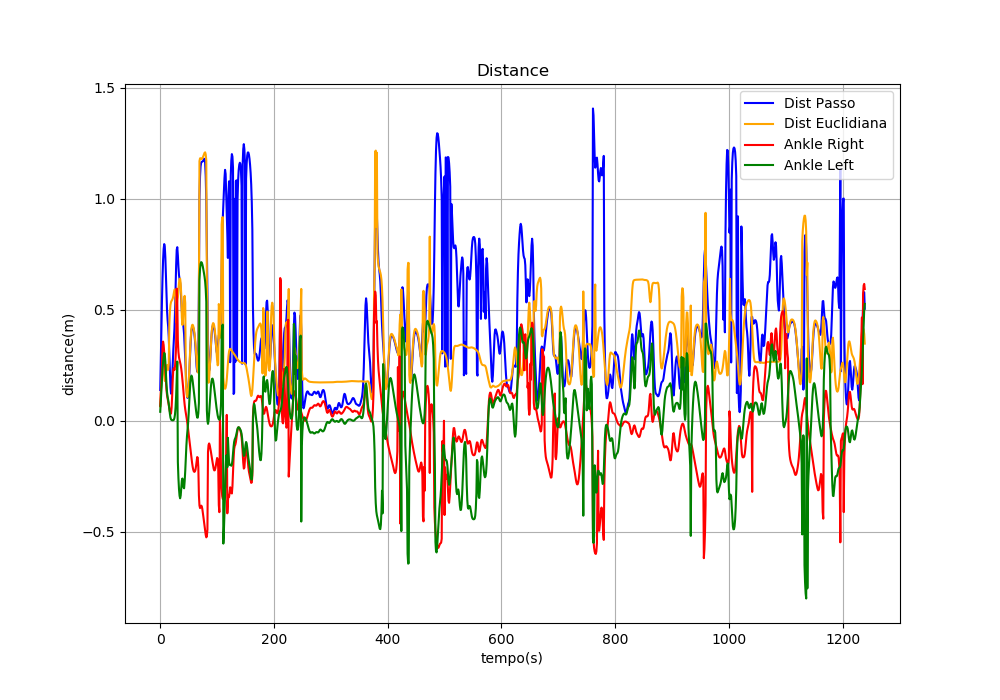 Distance
1.5
1.0
0.5
0.0
−0.5
distance(m)
0 200 400 600 800 1000 1200
tempo(s)
Dist Passo
Dist Euclidiana
Ankle Right
Ankle Left